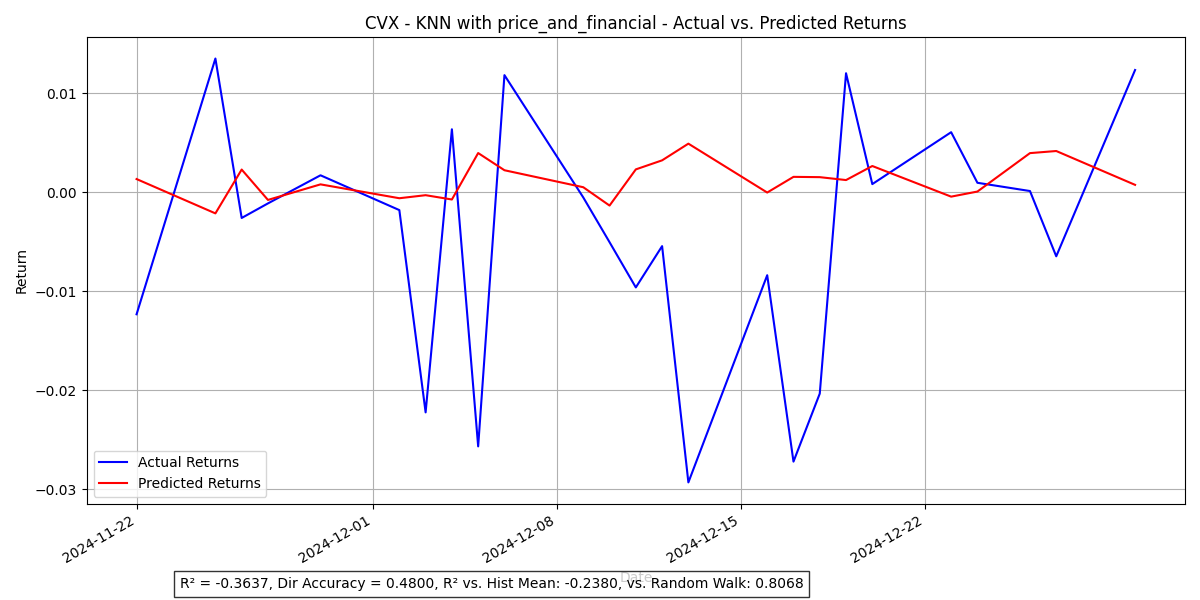 CVX - KNN with price_and_financial - Actual vs. Predicted Returns
Return
0.01
0.00
−0.01
−0.02
−0.03
Actual Returns
Predicted Returns
2024-11-22
2024-12-01
2024-12-08
2024-12-15
2024-12-22
Date
R² = -0.3637, Dir Accuracy = 0.4800, R² vs. Hist Mean: -0.2380, vs. Random Walk: 0.8068